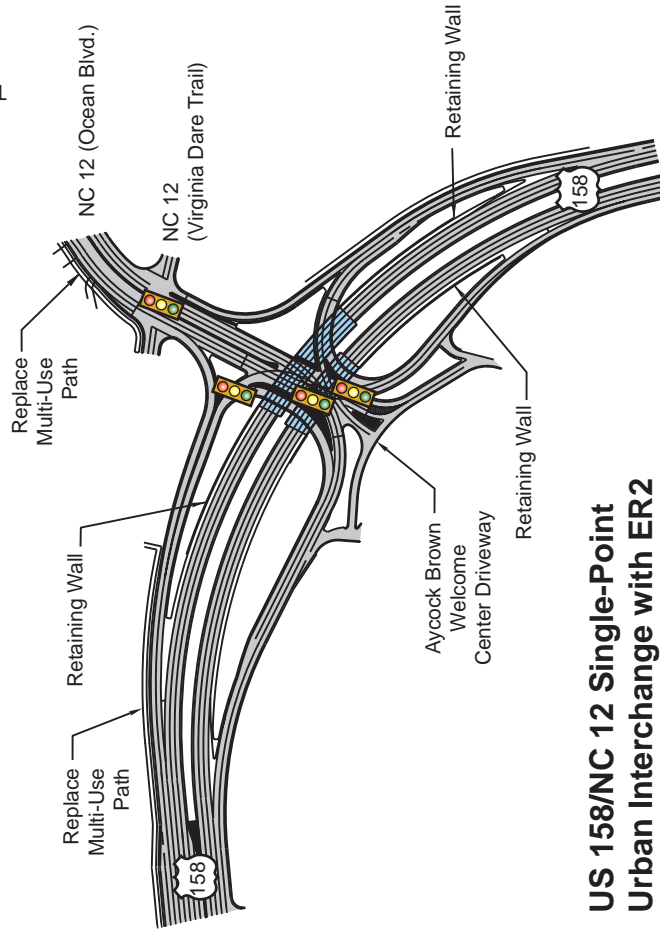 NC 12 (Ocean Blvd.)
NC 12
(Virginia Dare Trail)
Replace
Multi-Use
Path
Retaining Wall
Retaining Wall
Replace
Multi-Use
Path
158
158
Aycock Brown
Welcome
Center Driveway
Retaining Wall
US 158/NC 12 Single-Point
Urban Interchange with ER2